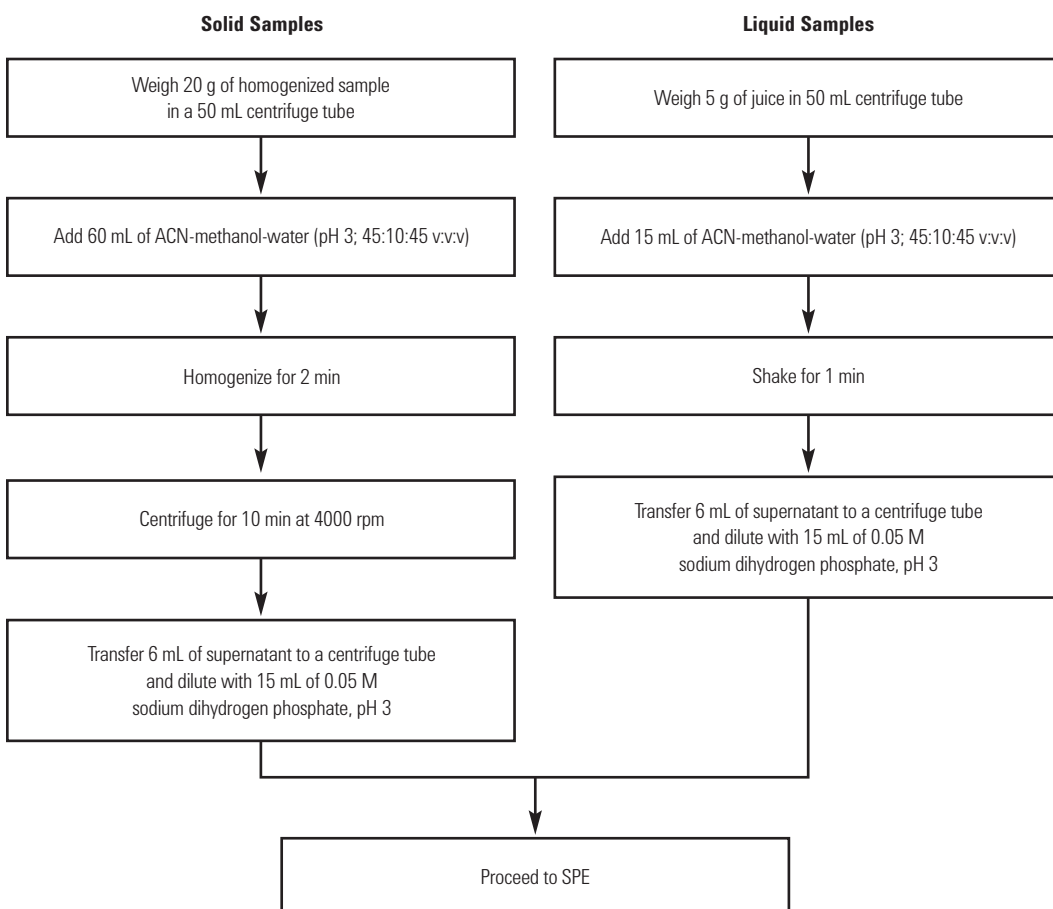 Solid Samples
Weigh 20 g of homogenized sample
in a 50 mL centrifuge tube
Add 60 mL of ACN-methanol-water (pH 3; 45:10:45 v:v:v)
Homogenize for 2 min
Centrifuge for 10 min at 4000 rpm
Transfer 6 mL of supernatant to a centrifuge tube
and dilute with 15 mL of 0.05 M
sodium dihydrogen phosphate, pH 3
Liquid Samples
Weigh 5 g of juice in 50 mL centrifuge tube
Add 15 mL of ACN-methanol-water (pH 3; 45:10:45 v:v:v)
Shake for 1 min
Transfer 6 mL of supernatant to a centrifuge tube
and dilute with 15 mL of 0.05 M
sodium dihydrogen phosphate, pH 3
Proceed to SPE